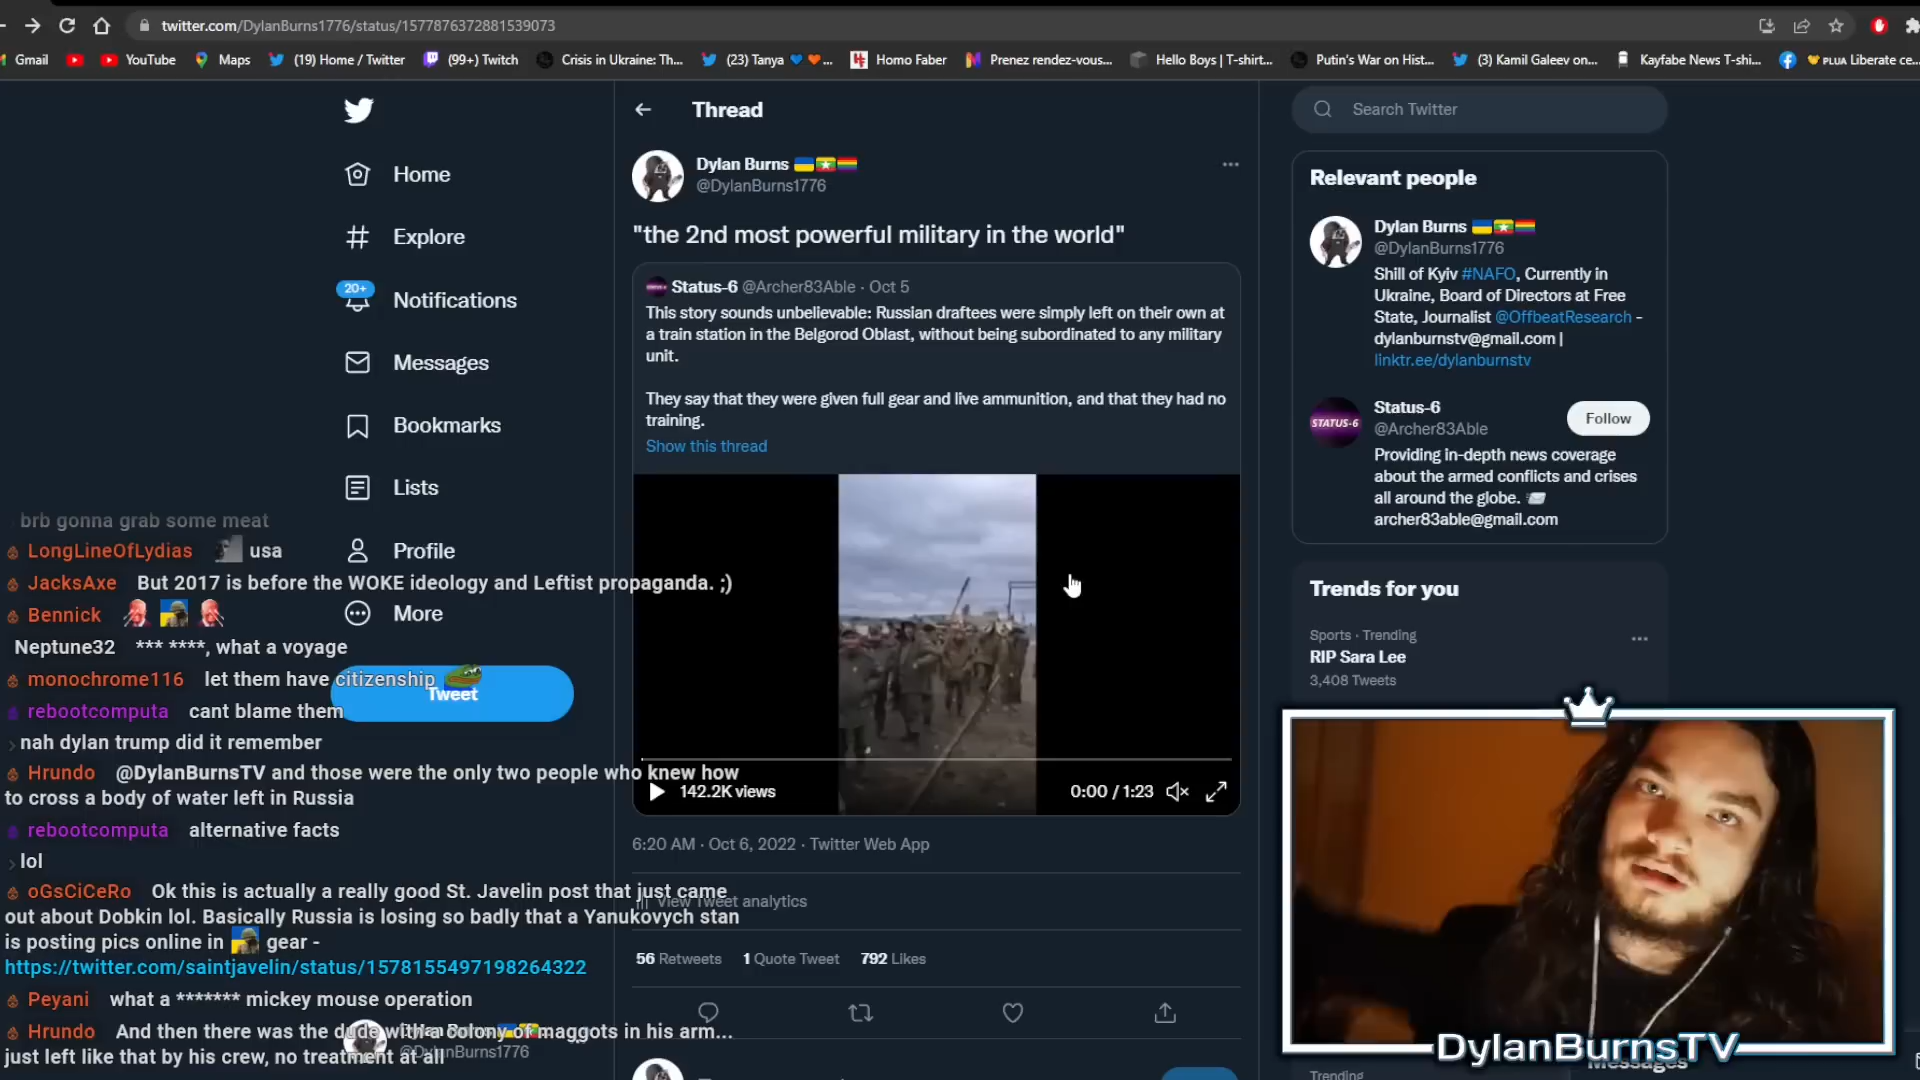 twitter.com/DylanBurns1776/status/1577876372881539073
Gmail
YouTube
Maps
(19) Home / Twitter
(99+) Twitch
Crisis in Ukraine: Th...
(23) Tanya 💙🧡...
Homo Faber
Prenez rendez-vous...
Hello Boys | T-shirt...
Putin's War on Hist...
(3) Kamil Galeev on...
Kayfabe News T-shi...
PLUA Liberate ce...
Home
Explore
20+
Notifications
Messages
Bookmarks
Lists
Profile
More
Tweet
Thread
Dylan Burns
@DylanBurns1776
"the 2nd most powerful military in the world"
Status-6 @Archer83Able · Oct 5
This story sounds unbelievable: Russian draftees were simply left on their own at
a train station in the Belgorod Oblast, without being subordinated to any military
unit.
They say that they were given full gear and live ammunition, and that they had no
training.
Show this thread
142.2K views
0:00 / 1:23
6:20 AM · Oct 6, 2022 · Twitter Web App
View Tweet analytics
56 Retweets 1 Quote Tweet 792 Likes
Search Twitter
Relevant people
Dylan Burns
@DylanBurns1776
Shill of Kyiv #NAFO, Currently in
Ukraine, Board of Directors at Free
State, Journalist @OffbeatResearch -
dylanburnstv@gmail.com |
linktr.ee/dylanburnstv
Status-6
@Archer83Able
Follow
STATUS-6
Providing in-depth news coverage
about the armed conflicts and crises
all around the globe.
archer83able@gmail.com
Trends for you
Sports · Trending
RIP Sara Lee
3,408 Tweets
brb gonna grab some meat
LongLineOfLydias usa
JacksAxe But 2017 is before the WOKE ideology and Leftist propaganda. ;)
Bennick
Neptune32 *** ****, what a voyage
monochrome116 let them have citizenship
rebootcomputa cant blame them
nah dylan trump did it remember
Hrundo @DylanBurnsTV and those were the only two people who knew how
to cross a body of water left in Russia
rebootcomputa alternative facts
lol
oGsCiCeRo Ok this is actually a really good St. Javelin post that just came
out about Dobkin lol. Basically Russia is losing so badly that a Yanukovych stan
is posting pics online in gear -
https://twitter.com/saintjavelin/status/1578155497198264322
Peyani what a ******* mickey mouse operation
Hrundo And then there was the dude with a colony of maggots in his arm...
just left like that by his crew, no treatment at all
@DylanBurns1776
DylanBurnsTV
Messages
Trending